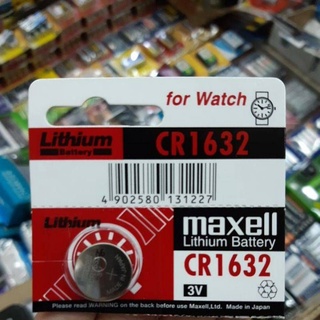 for Watch
Lithium
Battery
CR1632
4 902580 131227
Lithium
maxell
Lithium Battery
CR1632
3V
Please read WARNING on the back before use. Maxell,Ltd. Made in Japan